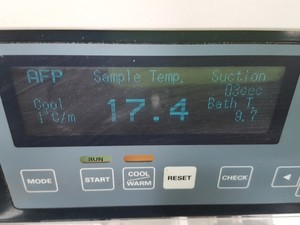 AFP Sample Temp. Suction
03sec
Cool 17.4 Bath T.
1°C/m 9.7
RUN
MODE START COOL WARM RESET CHECK ◀